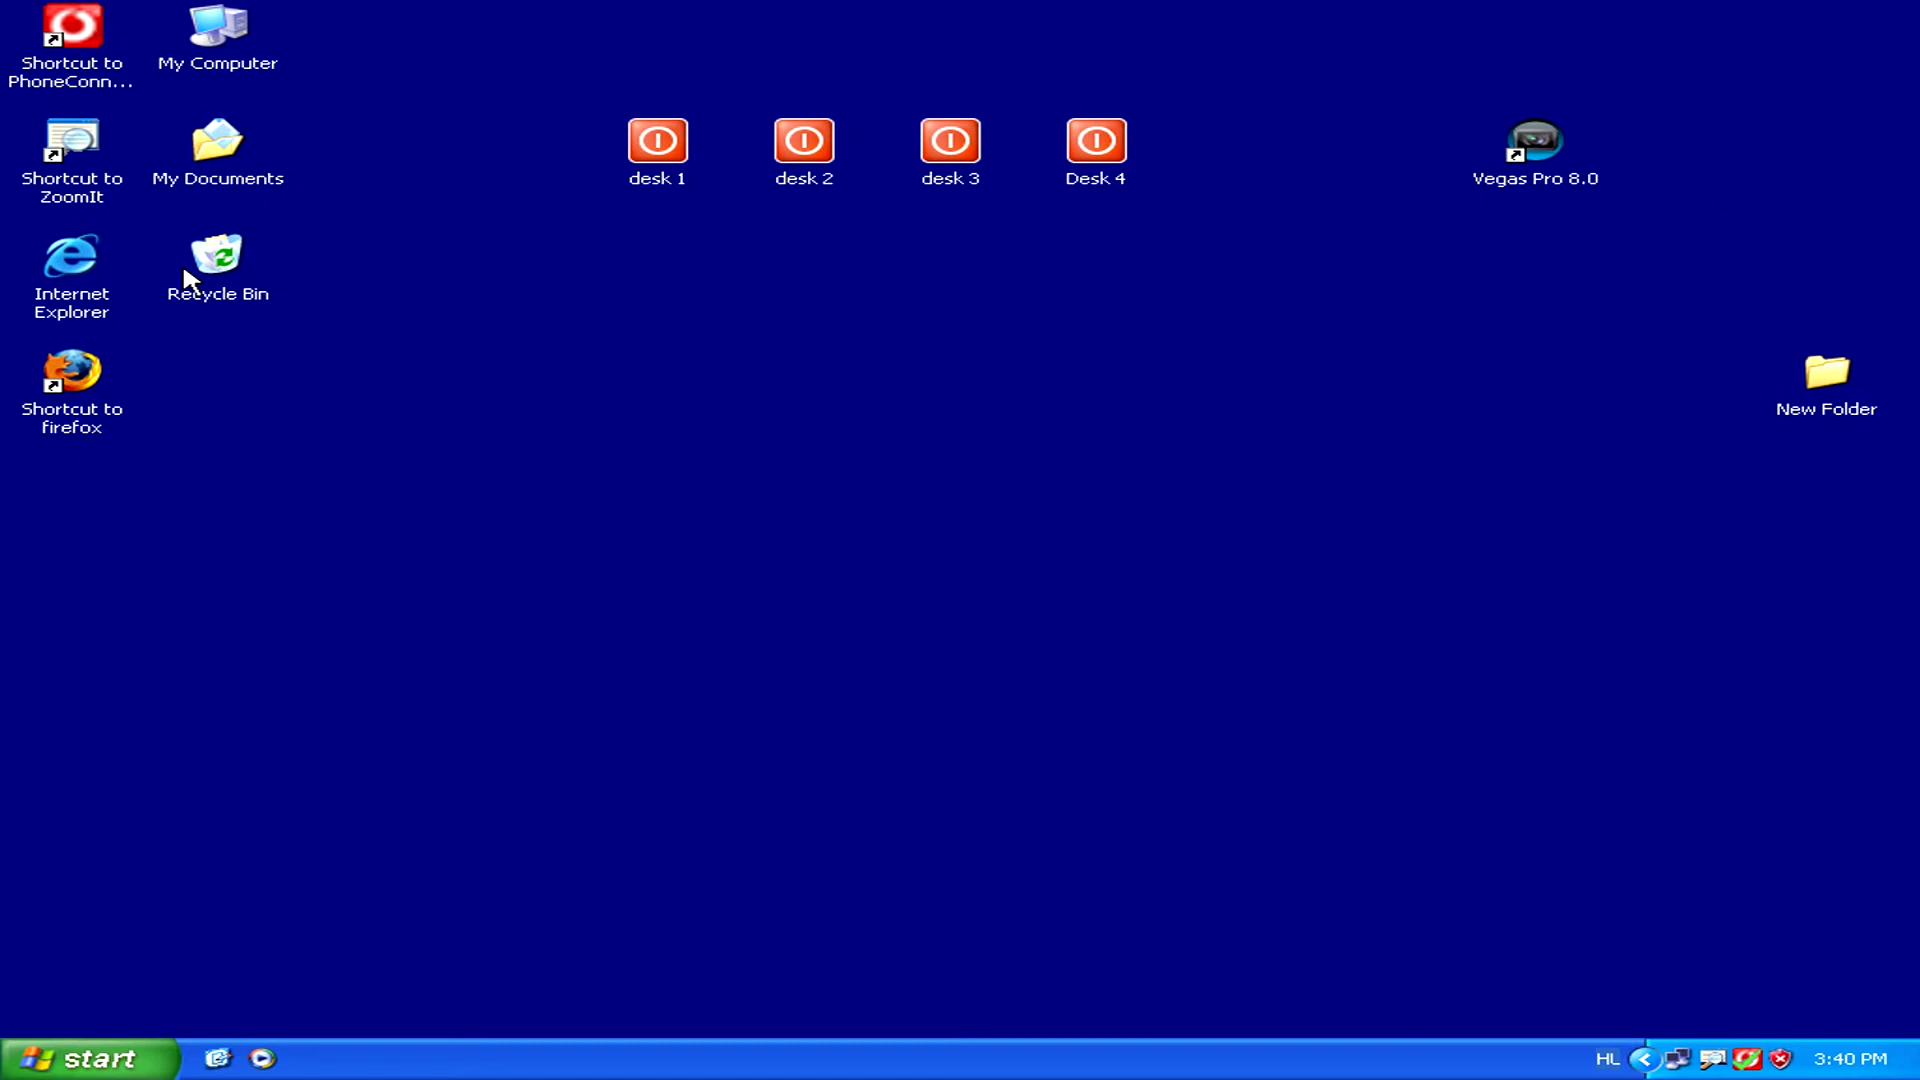 Shortcut to
PhoneConn...
My Computer
Shortcut to
ZoomIt
My Documents
desk 1
desk 2
desk 3
Desk 4
Vegas Pro 8.0
Internet
Explorer
Recycle Bin
Shortcut to
firefox
New Folder
start
HL
3:40 PM